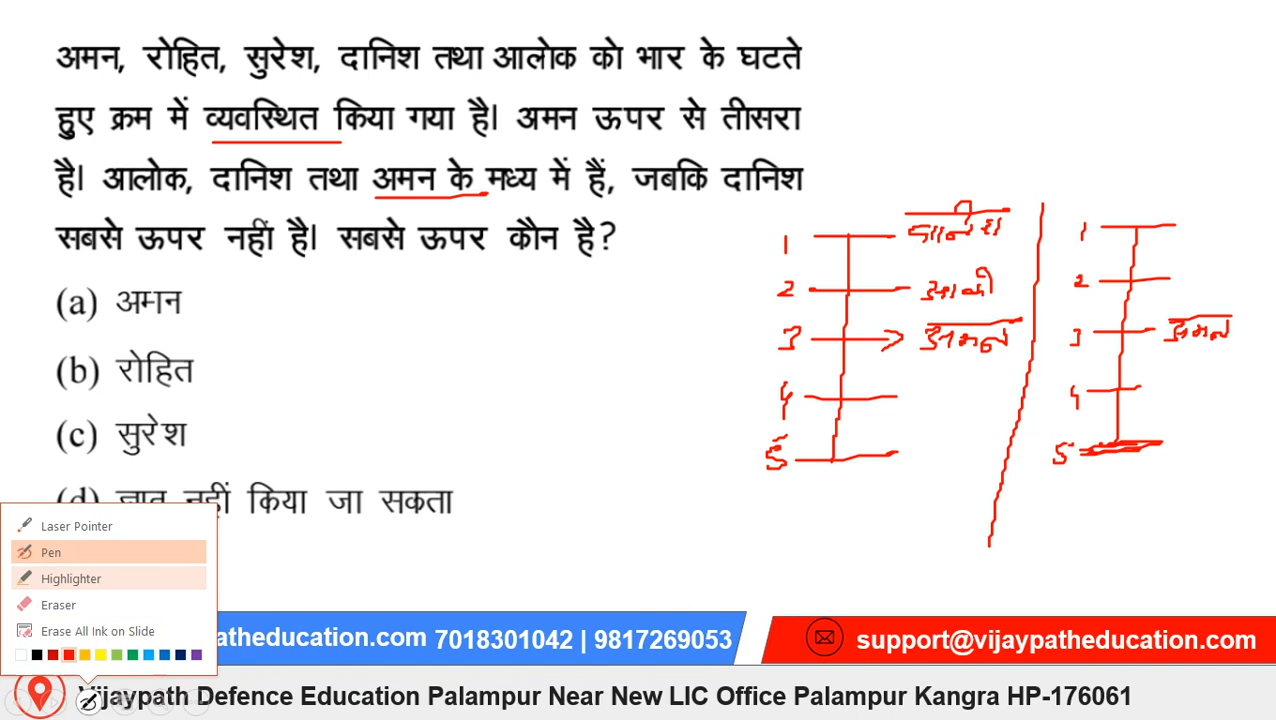 अमन, रोहित, सुरेश, दानिश तथा आलोक को भार के घटते
हुए क्रम में व्यवस्थित किया गया है। अमन ऊपर से तीसरा
है। आलोक, दानिश तथा अमन के मध्य में हैं, जबकि दानिश
सबसे ऊपर नहीं है। सबसे ऊपर कौन है?
(a) अमन
(b) रोहित
(c) सुरेश
(d) ज्ञात नहीं किया जा सकता
1 दानिश
2
3 अमन
4
5
1
2
3 अमन
4
5
Laser Pointer
Pen
Highlighter
Eraser
Erase All Ink on Slide
patheducation.com 7018301042 | 9817269053
support@vijaypatheducation.com
Vijaypath Defence Education Palampur Near New LIC Office Palampur Kangra HP-176061